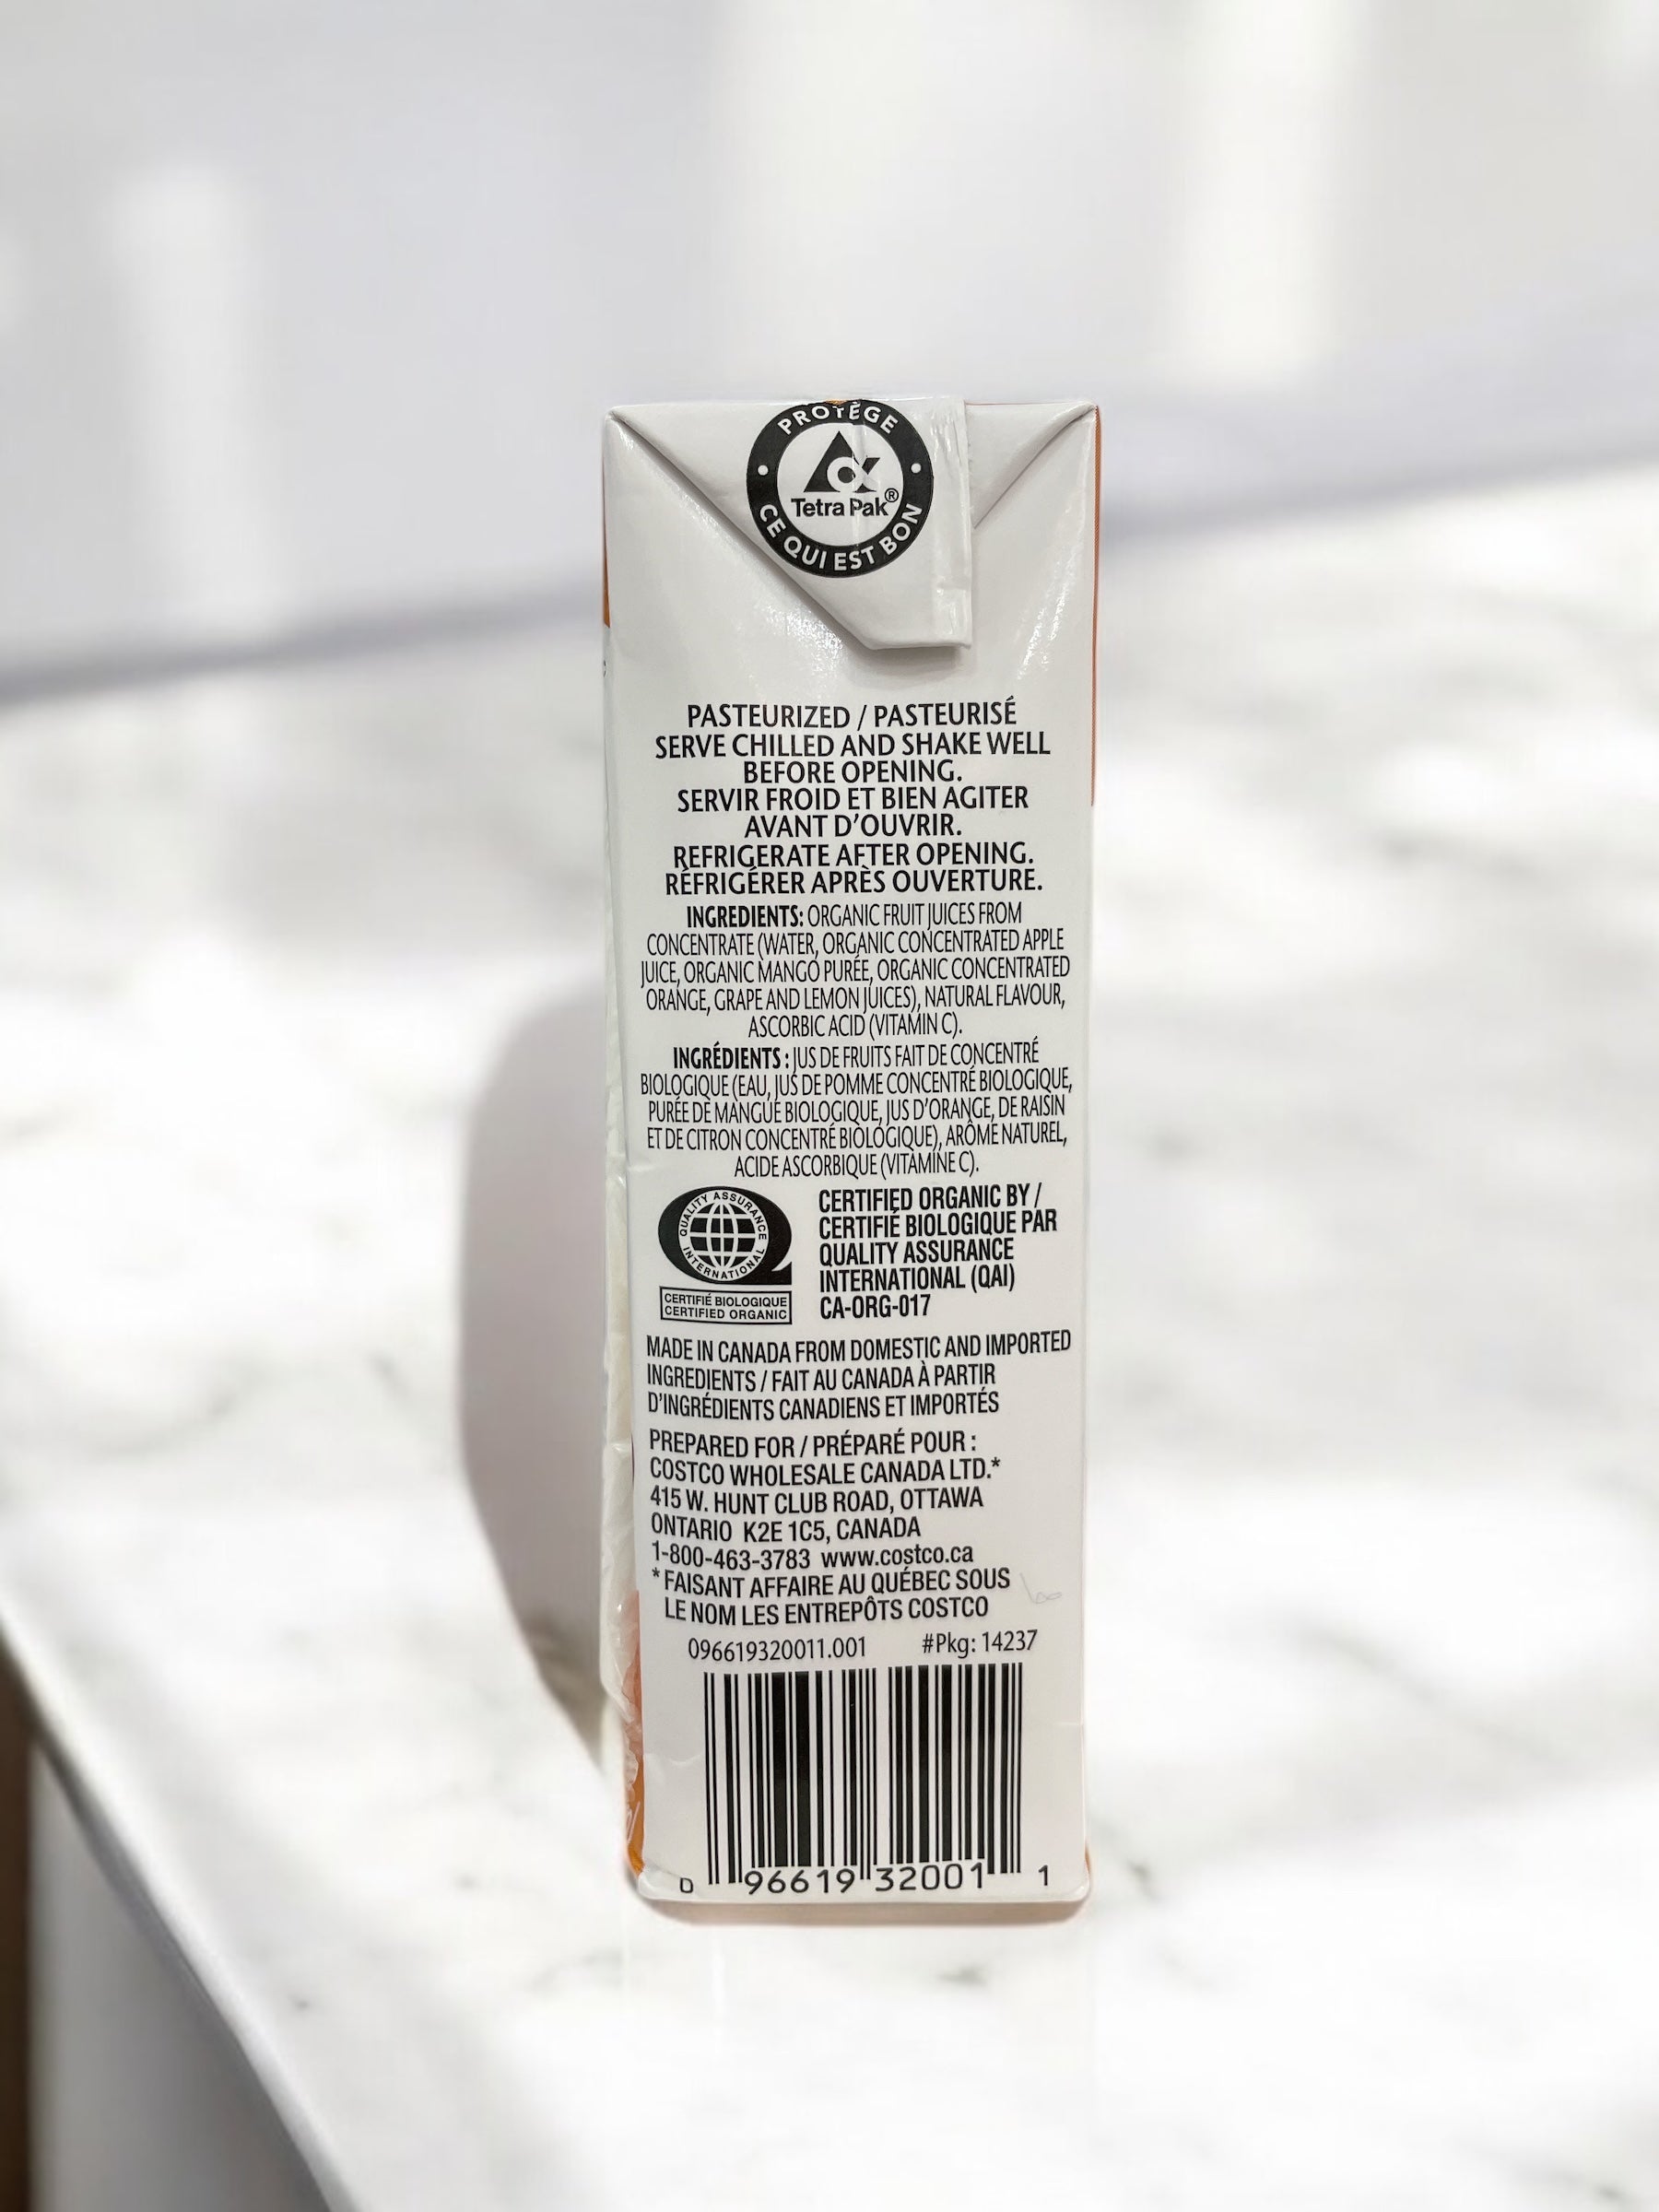 PROTÈGE
Tetra Pak®
CE QUI EST BON
PASTEURIZED / PASTEURISÉ
SERVE CHILLED AND SHAKE WELL
BEFORE OPENING.
SERVIR FROID ET BIEN AGITER
AVANT D'OUVRIR.
REFRIGERATE AFTER OPENING.
RÉFRIGÉRER APRÈS OUVERTURE.
INGREDIENTS: ORGANIC FRUIT JUICES FROM
CONCENTRATE (WATER, ORGANIC CONCENTRATED APPLE
JUICE, ORGANIC MANGO PURÉE, ORGANIC CONCENTRATED
ORANGE, GRAPE AND LEMON JUICES), NATURAL FLAVOUR,
ASCORBIC ACID (VITAMIN C).
INGRÉDIENTS : JUS DE FRUITS FAIT DE CONCENTRÉ
BIOLOGIQUE (EAU, JUS DE POMME CONCENTRÉ BIOLOGIQUE,
PURÉE DE MANGUE BIOLOGIQUE, JUS D'ORANGE, DE RAISIN
ET DE CITRON CONCENTRÉ BIOLOGIQUE), ARÔME NATUREL,
ACIDE ASCORBIQUE (VITAMINE C).
QUALITY ASSURANCE
INTERNATIONAL
CERTIFIÉ BIOLOGIQUE
CERTIFIED ORGANIC
CERTIFIED ORGANIC BY /
CERTIFIÉ BIOLOGIQUE PAR
QUALITY ASSURANCE
INTERNATIONAL (QAI)
CA-ORG-017
MADE IN CANADA FROM DOMESTIC AND IMPORTED
INGREDIENTS / FAIT AU CANADA À PARTIR
D'INGRÉDIENTS CANADIENS ET IMPORTÉS
PREPARED FOR / PRÉPARÉ POUR :
COSTCO WHOLESALE CANADA LTD.*
415 W. HUNT CLUB ROAD, OTTAWA
ONTARIO K2E 1C5, CANADA
1-800-463-3783 www.costco.ca
* FAISANT AFFAIRE AU QUÉBEC SOUS
LE NOM LES ENTREPÔTS COSTCO
096619320011.001 #Pkg: 14237
0 96619 32001 1